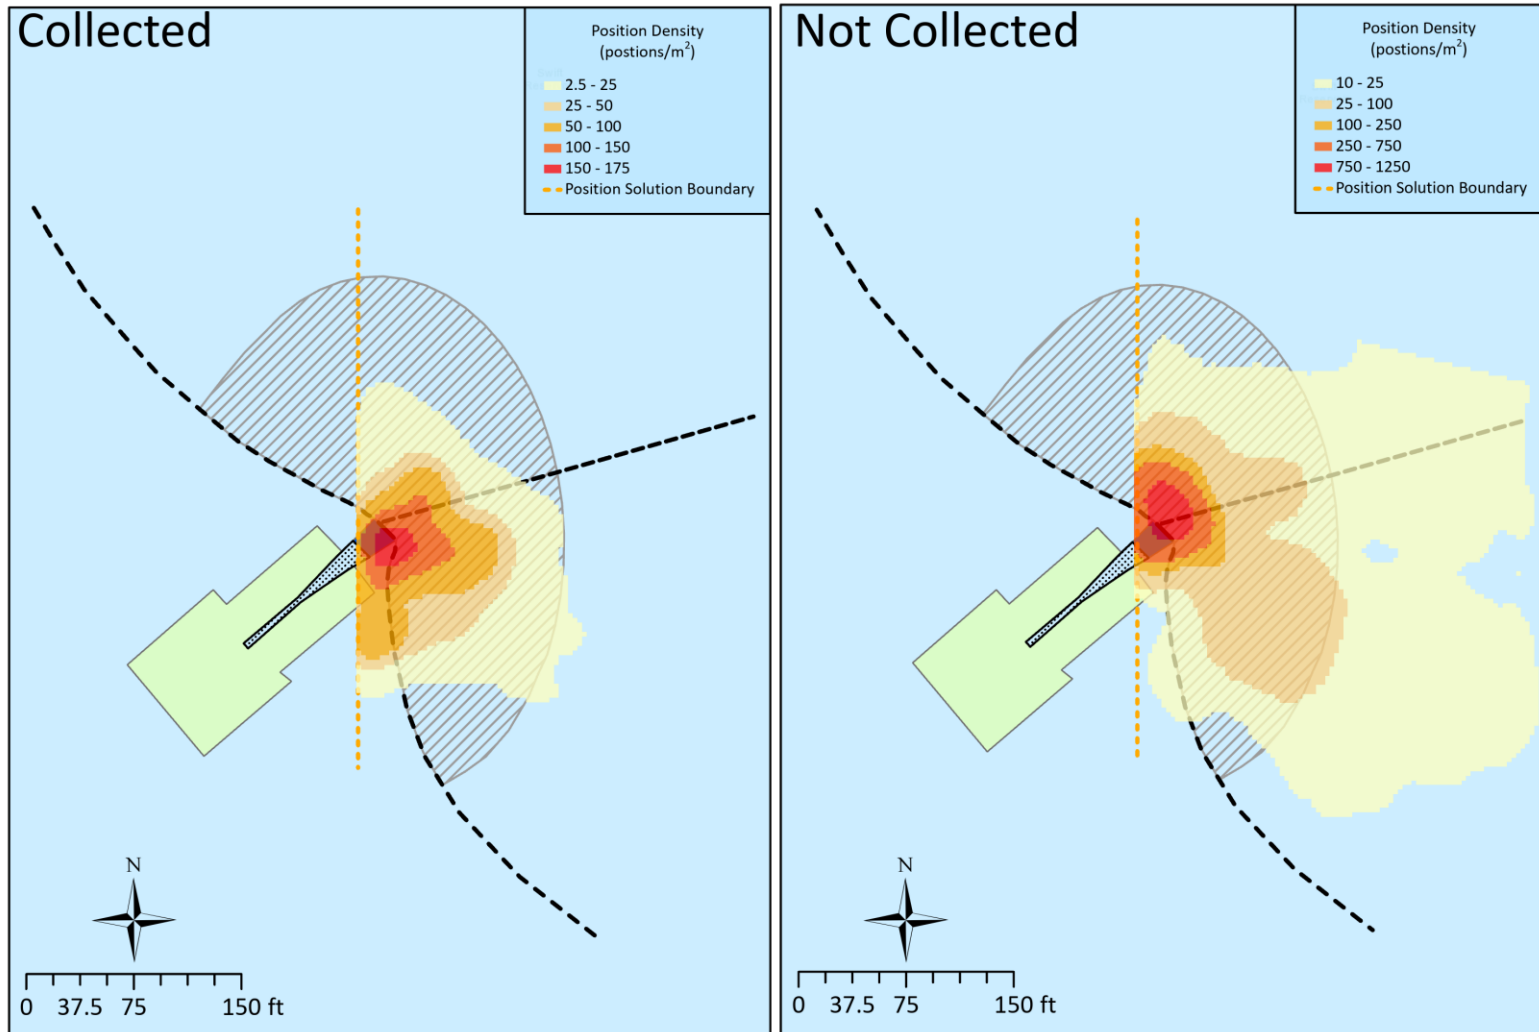 Collected
Position Density
(postions/m²)
2.5 - 25
25 - 50
50 - 100
100 - 150
150 - 175
Position Solution Boundary
N
0 37.5 75 150 ft
Not Collected
Position Density
(postions/m²)
10 - 25
25 - 100
100 - 250
250 - 750
750 - 1250
Position Solution Boundary
N
0 37.5 75 150 ft